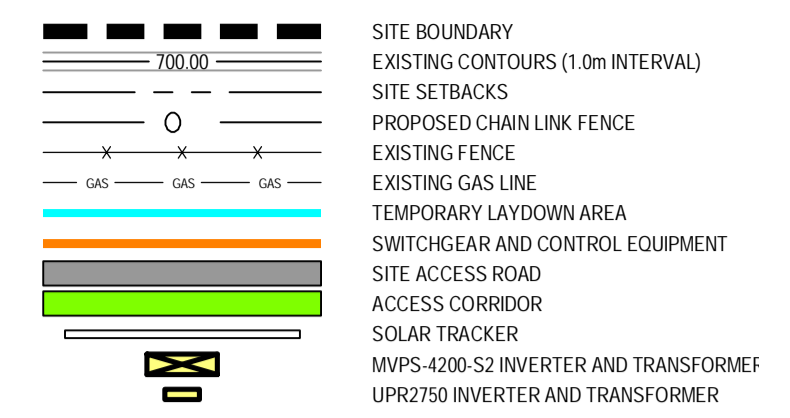 SITE BOUNDARY
700.00 EXISTING CONTOURS (1.0m INTERVAL)
SITE SETBACKS
PROPOSED CHAIN LINK FENCE
EXISTING FENCE
GAS GAS GAS EXISTING GAS LINE
TEMPORARY LAYDOWN AREA
SWITCHGEAR AND CONTROL EQUIPMENT
SITE ACCESS ROAD
ACCESS CORRIDOR
SOLAR TRACKER
MVPS-4200-S2 INVERTER AND TRANSFORMER
UPR2750 INVERTER AND TRANSFORMER